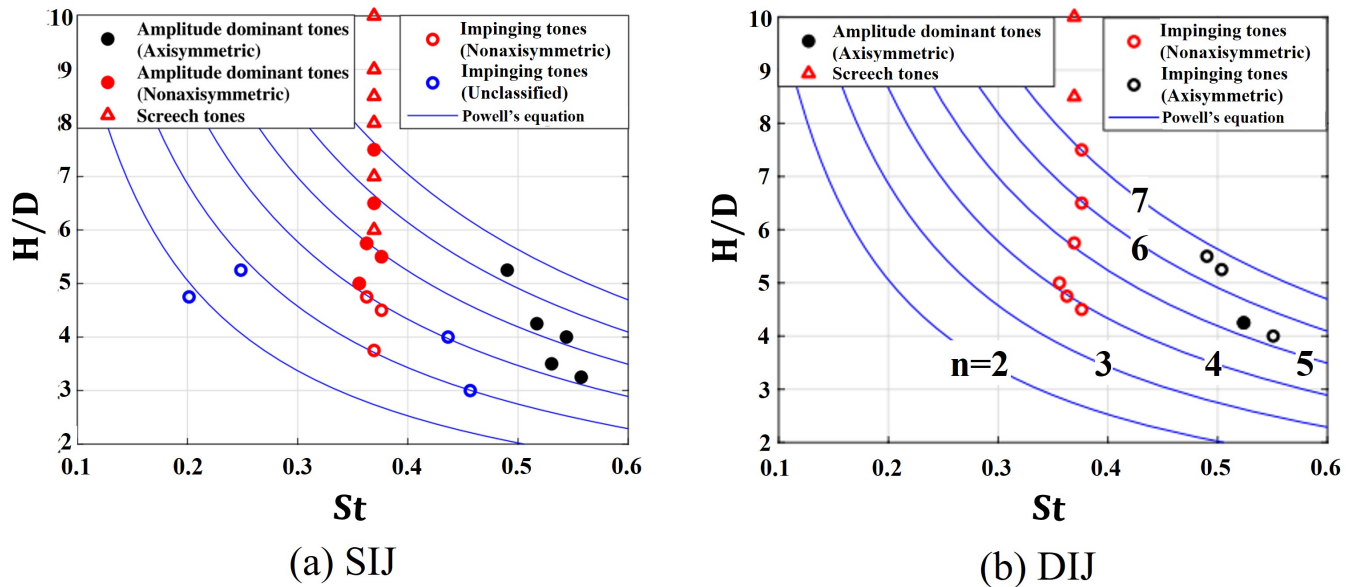 10
9
8
7
6
5
4
3
2
H/D
Amplitude dominant tones
(Axisymmetric)
Amplitude dominant tones
(Nonaxisymmetric)
Screech tones
Impinging tones
(Nonaxisymmetric)
Impinging tones
(Unclassified)
Powell's equation
0.1 0.2 0.3 0.4 0.5 0.6
St
(a) SIJ
10
9
8
7
6
5
4
3
2
H/D
Amplitude dominant tones
(Axisymmetric)
Screech tones
Impinging tones
(Nonaxisymmetric)
Impinging tones
(Axisymmetric)
Powell's equation
7
6
n=2 3 4 5
0.1 0.2 0.3 0.4 0.5 0.6
St
(b) DIJ